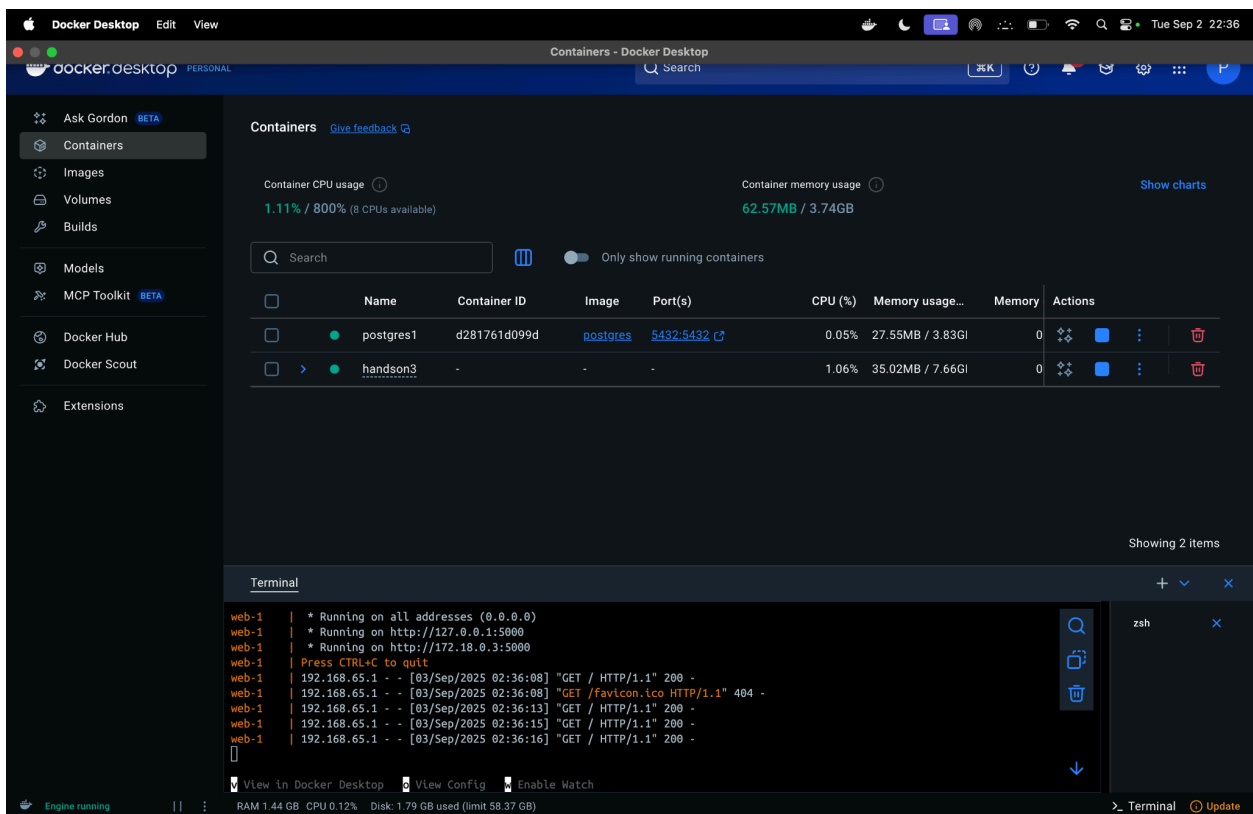 Docker Desktop Edit View Tue Sep 2 22:36
Containers - Docker Desktop
docker.desktop PERSONAL Search ⌘K P
Ask Gordon BETA
Containers
Images
Volumes
Builds
Models
MCP Toolkit BETA
Docker Hub
Docker Scout
Extensions
Containers Give feedback
Container CPU usage Container memory usage Show charts
1.11% / 800% (8 CPUs available) 62.57MB / 3.74GB
Search Only show running containers
Name Container ID Image Port(s) CPU (%) Memory usage... Memory Actions
postgres1 d281761d099d postgres 5432:5432 0.05% 27.55MB / 3.83GI 0
handson3 - - - 1.06% 35.02MB / 7.66GI 0
Showing 2 items
Terminal
zsh
web-1 | * Running on all addresses (0.0.0.0)
web-1 | * Running on http://127.0.0.1:5000
web-1 | * Running on http://172.18.0.3:5000
web-1 | Press CTRL+C to quit
web-1 | 192.168.65.1 - - [03/Sep/2025 02:36:08] "GET / HTTP/1.1" 200 -
web-1 | 192.168.65.1 - - [03/Sep/2025 02:36:08] "GET /favicon.ico HTTP/1.1" 404 -
web-1 | 192.168.65.1 - - [03/Sep/2025 02:36:13] "GET / HTTP/1.1" 200 -
web-1 | 192.168.65.1 - - [03/Sep/2025 02:36:15] "GET / HTTP/1.1" 200 -
web-1 | 192.168.65.1 - - [03/Sep/2025 02:36:16] "GET / HTTP/1.1" 200 -
v View in Docker Desktop o View Config w Enable Watch
Engine running RAM 1.44 GB CPU 0.12% Disk: 1.79 GB used (limit 58.37 GB) >_ Terminal Update